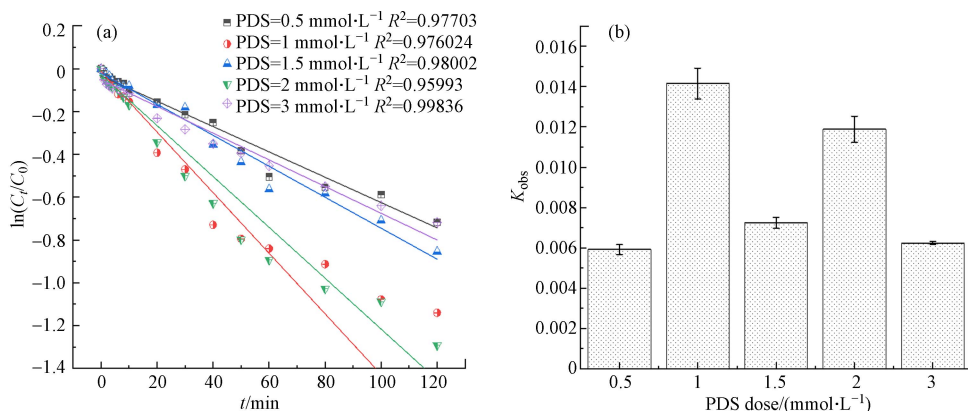 (a)
PDS=0.5 mmol·L⁻¹ R²=0.97703
PDS=1 mmol·L⁻¹ R²=0.976024
PDS=1.5 mmol·L⁻¹ R²=0.98002
PDS=2 mmol·L⁻¹ R²=0.95993
PDS=3 mmol·L⁻¹ R²=0.99836
0.2
0
−0.2
−0.4
−0.6
−0.8
−1.0
−1.2
−1.4
ln(Cₜ/C₀)
0 20 40 60 80 100 120
t/min
(b)
0.016
0.014
0.012
0.010
0.008
0.006
0.004
0.002
0
K_obs
0.5 1 1.5 2 3
PDS dose/(mmol·L⁻¹)